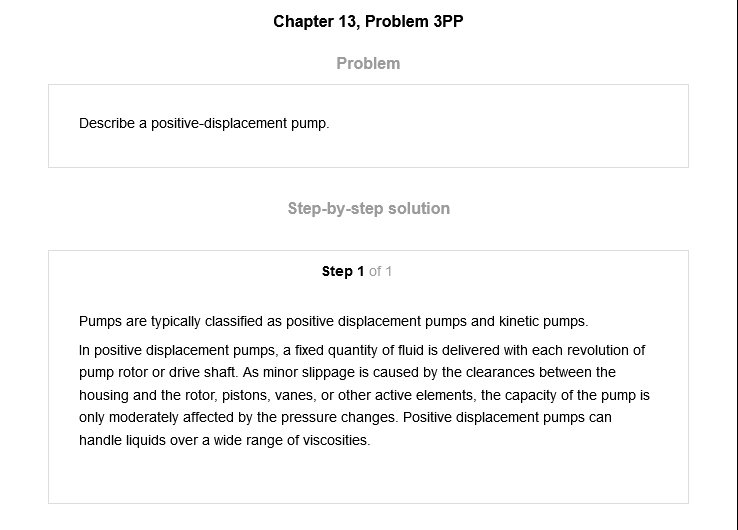 Chapter 13, Problem 3PP
Problem
Describe a positive-displacement pump.
Step-by-step solution
Step 1 of 1
Pumps are typically classified as positive displacement pumps and kinetic pumps.
In positive displacement pumps, a fixed quantity of fluid is delivered with each revolution of
pump rotor or drive shaft. As minor slippage is caused by the clearances between the
housing and the rotor, pistons, vanes, or other active elements, the capacity of the pump is
only moderately affected by the pressure changes. Positive displacement pumps can
handle liquids over a wide range of viscosities.